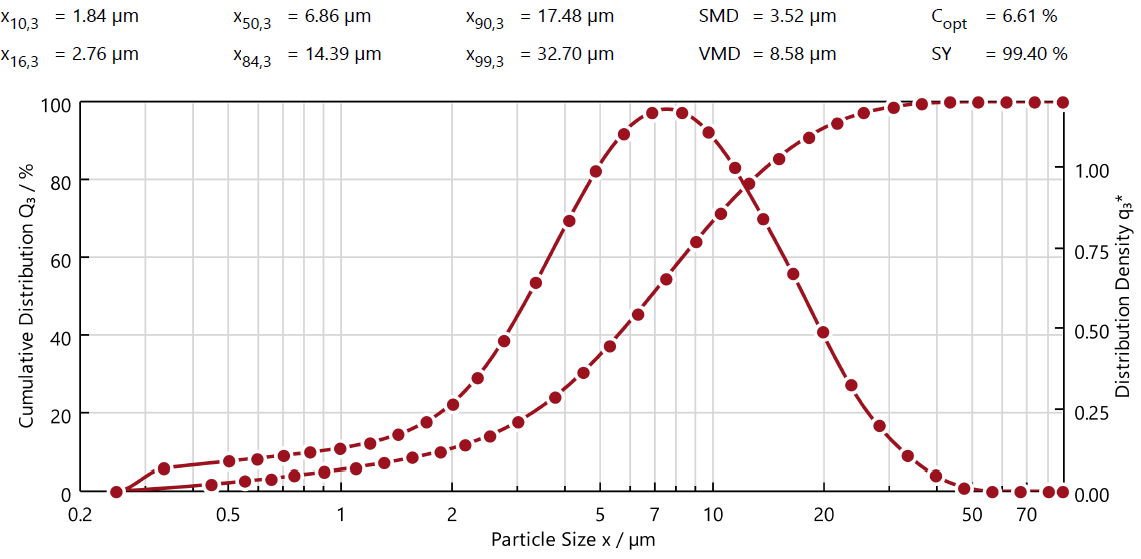 x10,3 = 1.84 µm x50,3 = 6.86 µm x90,3 = 17.48 µm SMD = 3.52 µm Copt = 6.61 %
x16,3 = 2.76 µm x84,3 = 14.39 µm x99,3 = 32.70 µm VMD = 8.58 µm SY = 99.40 %
100
80
60
40
20
0
Cumulative Distribution Q₃ / %
1.00
0.75
0.50
0.25
0.00
Distribution Density q₃*
0.2 0.5 1 2 5 7 10 20 50 70
Particle Size x / µm